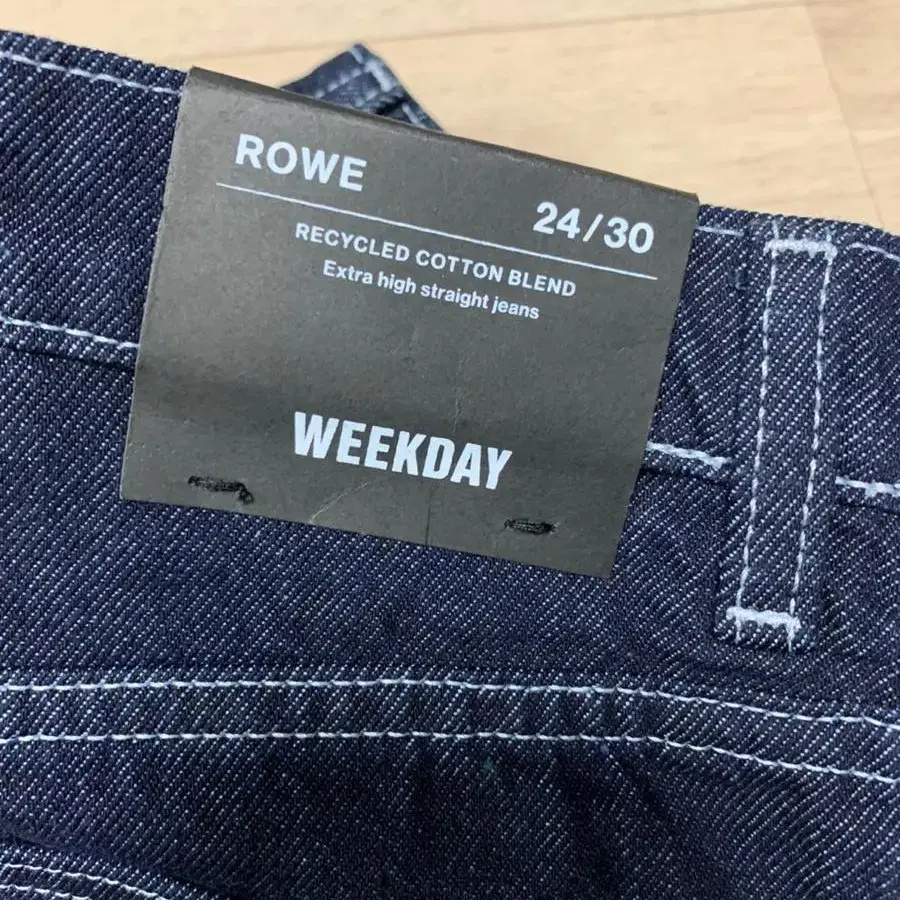 ROWE
24/30
RECYCLED COTTON BLEND
Extra high straight jeans
WEEKDAY